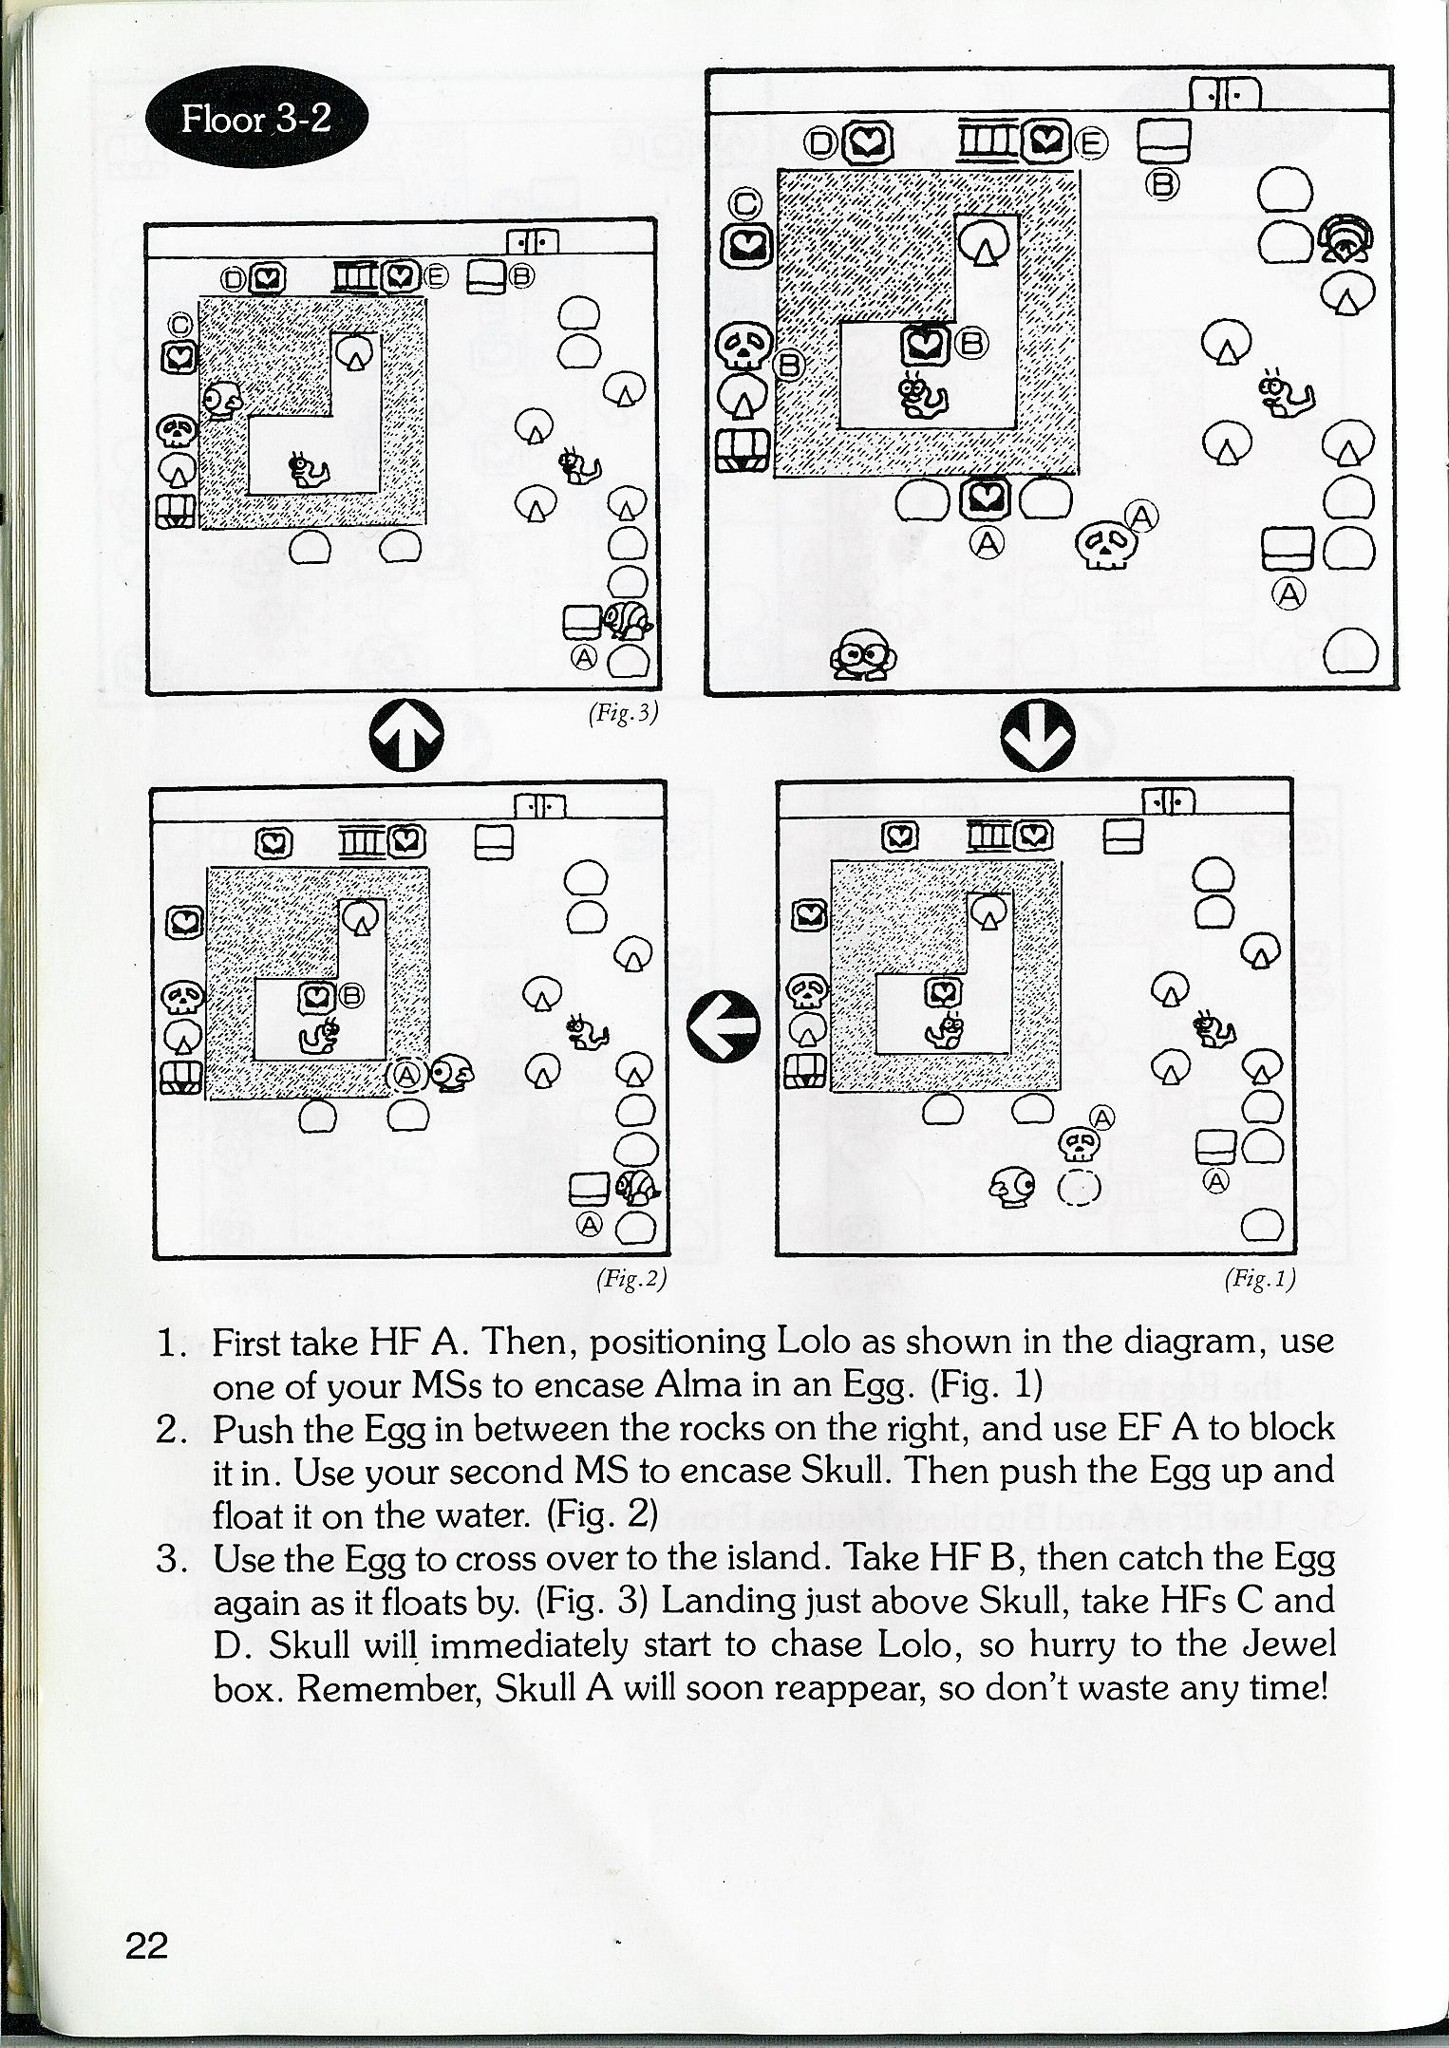 Floor 3-2
D
E
B
C
B
B
A
A
A
D
E
B
C
A
(Fig.3)
B
A
A
(Fig.2)
A
A
(Fig.1)
1. First take HF A. Then, positioning Lolo as shown in the diagram, use
one of your MSs to encase Alma in an Egg. (Fig. 1)
2. Push the Egg in between the rocks on the right, and use EF A to block
it in. Use your second MS to encase Skull. Then push the Egg up and
float it on the water. (Fig. 2)
3. Use the Egg to cross over to the island. Take HF B, then catch the Egg
again as it floats by. (Fig. 3) Landing just above Skull, take HFs C and
D. Skull will immediately start to chase Lolo, so hurry to the Jewel
box. Remember, Skull A will soon reappear, so don't waste any time!
22